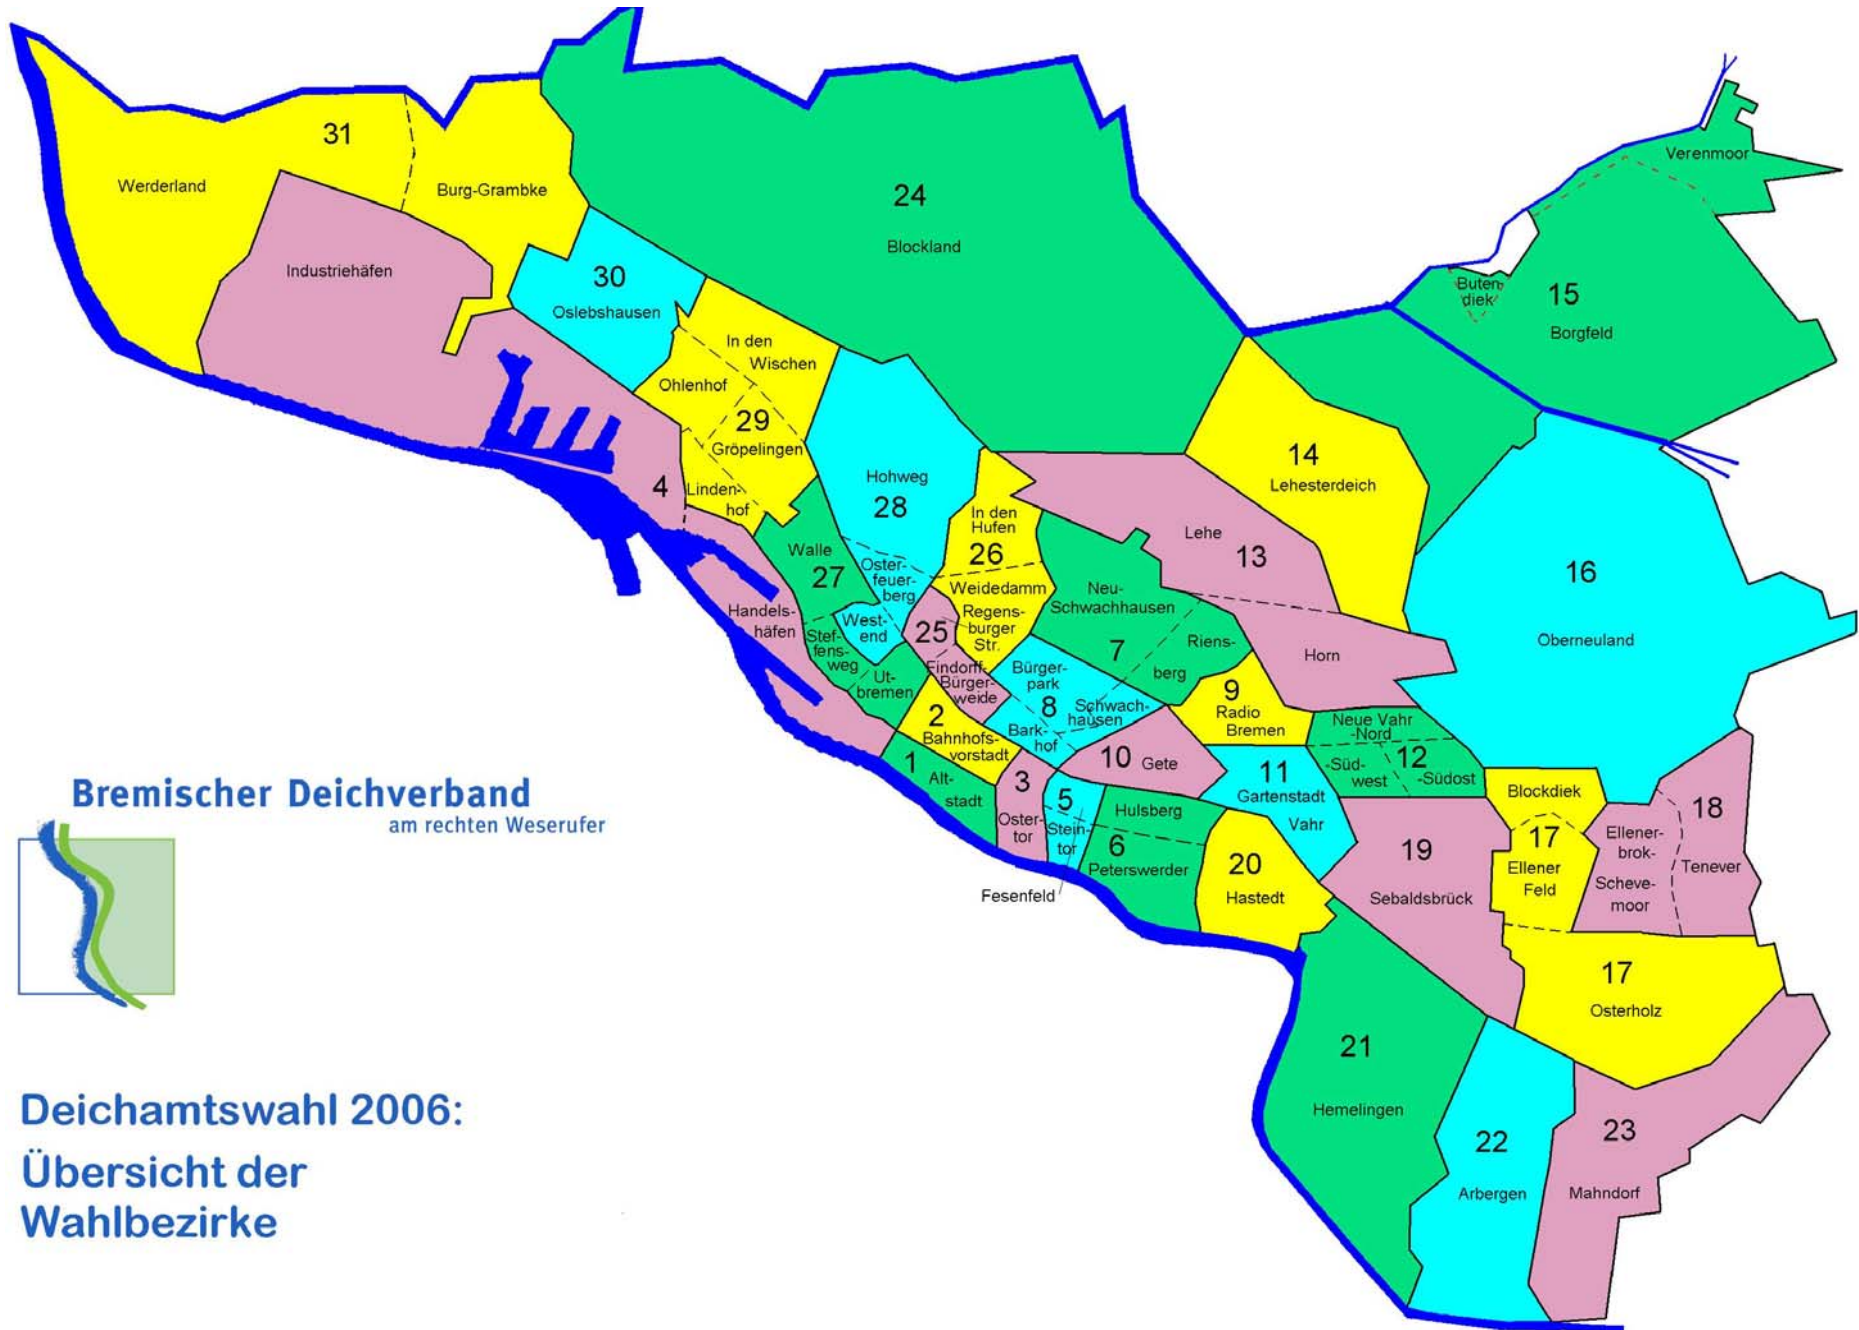 31
Werderland
Burg-Grambke
24
Blockland
Verenmoor
Industriehäfen
30
Oslebshausen
Buten-
diek
15
Borgfeld
In den
Wischen
Ohlenhof
29
Gröpelingen
14
Lehesterdeich
Hohweg
28
4
Linden-
hof
In den
Hufen
26
Lehe
13
Walle
27
Oster-
feuer-
berg
Weidedamm
Regens-
burger
Str.
Neu-
Schwachhausen
7
Riens-
berg
16
Oberneuland
Handels-
häfen
West-
end
25
Stef-
fens-
weg
Findorff-
Bürger-
weide
Bürger-
park
8
Schwach-
hausen
Bark-
hof
Horn
Ut-
bremen
2
Bahnhofs-
vorstadt
9
Radio
Bremen
Neue Vahr
-Nord
-Süd-
west
12
-Südost
1
Alt-
stadt
3
Oster-
tor
10
Gete
11
Gartenstadt
Vahr
5
Stein-
tor
Hulsberg
6
Peterswerder
Fesenfeld
20
Hastedt
19
Sebaldsbrück
Blockdiek
17
Ellener
Feld
Ellener-
brok-
Scheve-
moor
18
Tenever
17
Osterholz
21
Hemelingen
22
Arbergen
23
Mahndorf
Bremischer Deichverband
am rechten Weserufer
Deichamtswahl 2006:
Übersicht der
Wahlbezirke